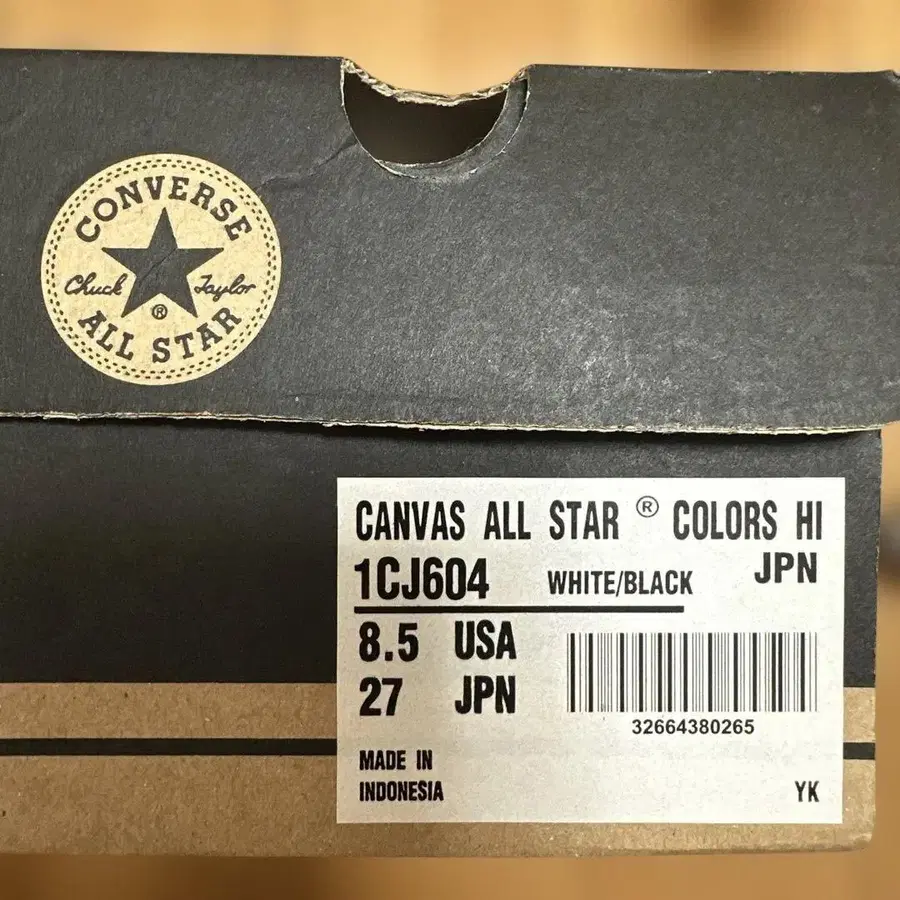 CONVERSE
Chuck Taylor
®
ALL STAR
CANVAS ALL STAR ® COLORS HI
1CJ604 WHITE/BLACK JPN
8.5 USA
27 JPN
32664380265
MADE IN
INDONESIA YK